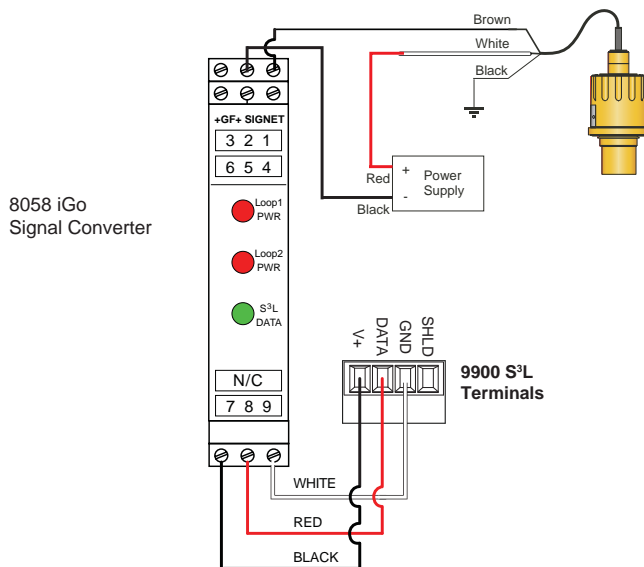 Brown
White
Black
+GF+ SIGNET
3 2 1
6 5 4
Red
+ Power
- Supply
Black
8058 iGo
Signal Converter
Loop1
PWR
Loop2
PWR
S³L
DATA
V+
DATA
GND
SHLD
9900 S³L
Terminals
N/C
7 8 9
WHITE
RED
BLACK